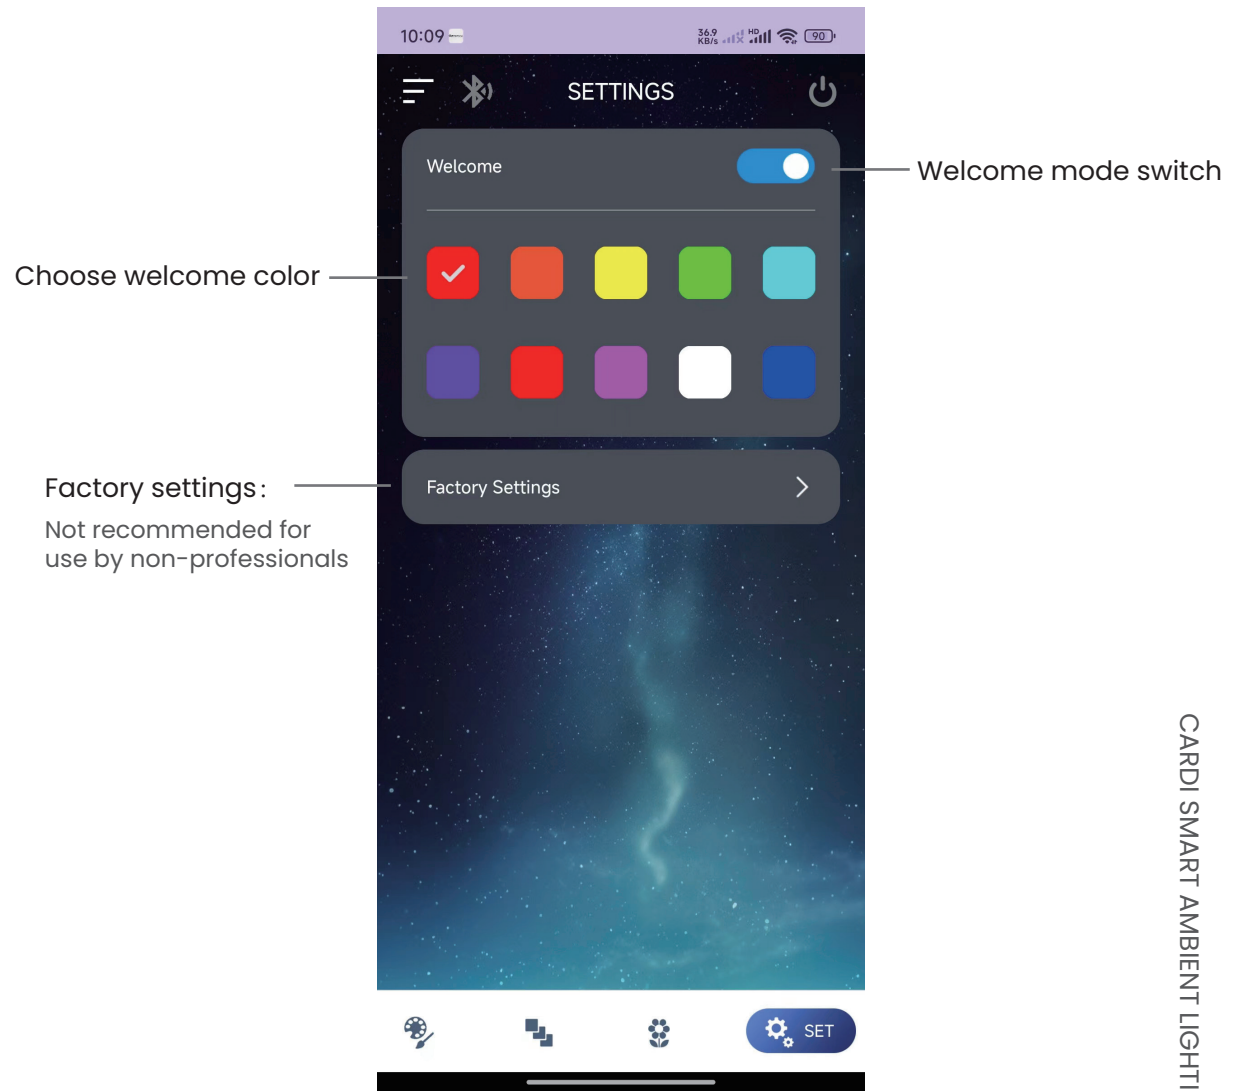 10:09
36.9
KB/s
HD
90
SETTINGS
Welcome
Welcome mode switch
Choose welcome color
Factory settings:
Not recommended for
use by non-professionals
Factory Settings
CARDI SMART AMBIENT LIGHTI
SET